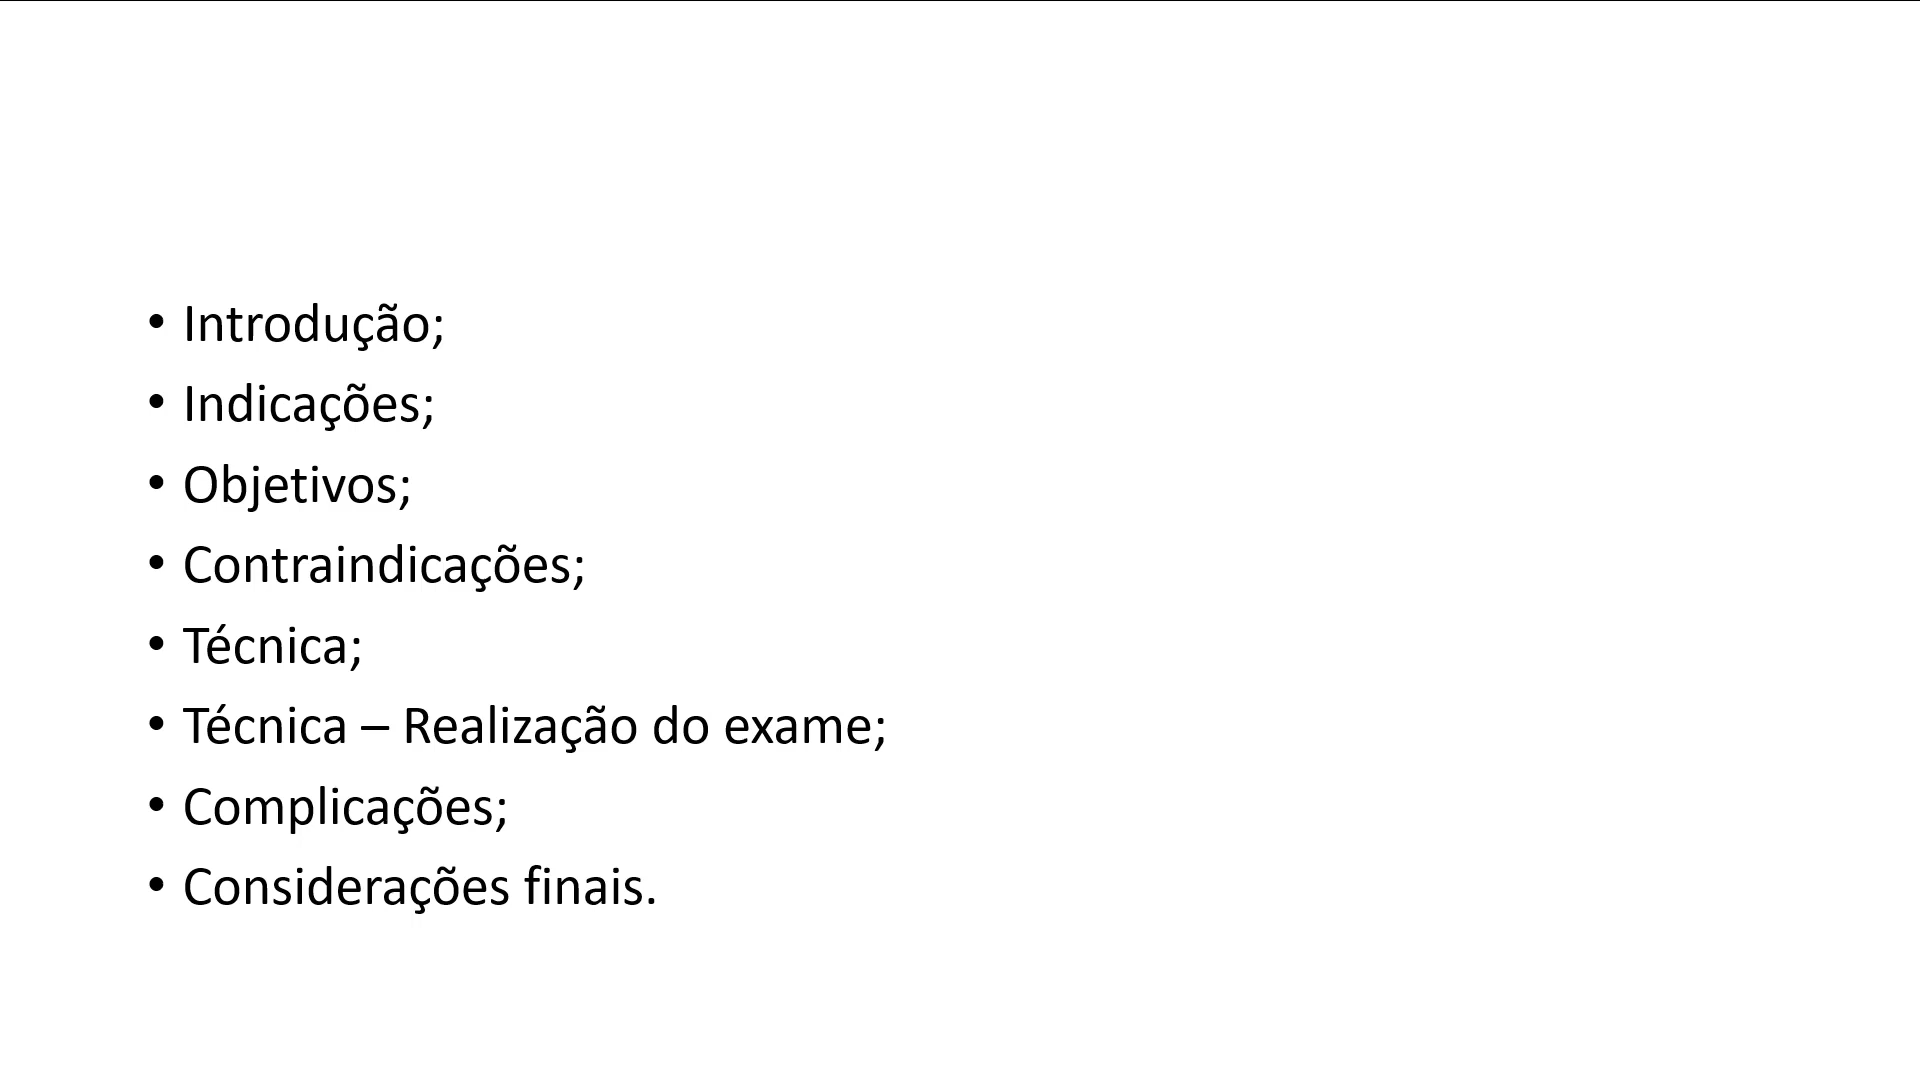 • Introdução;
• Indicações;
• Objetivos;
• Contraindicações;
• Técnica;
• Técnica – Realização do exame;
• Complicações;
• Considerações finais.